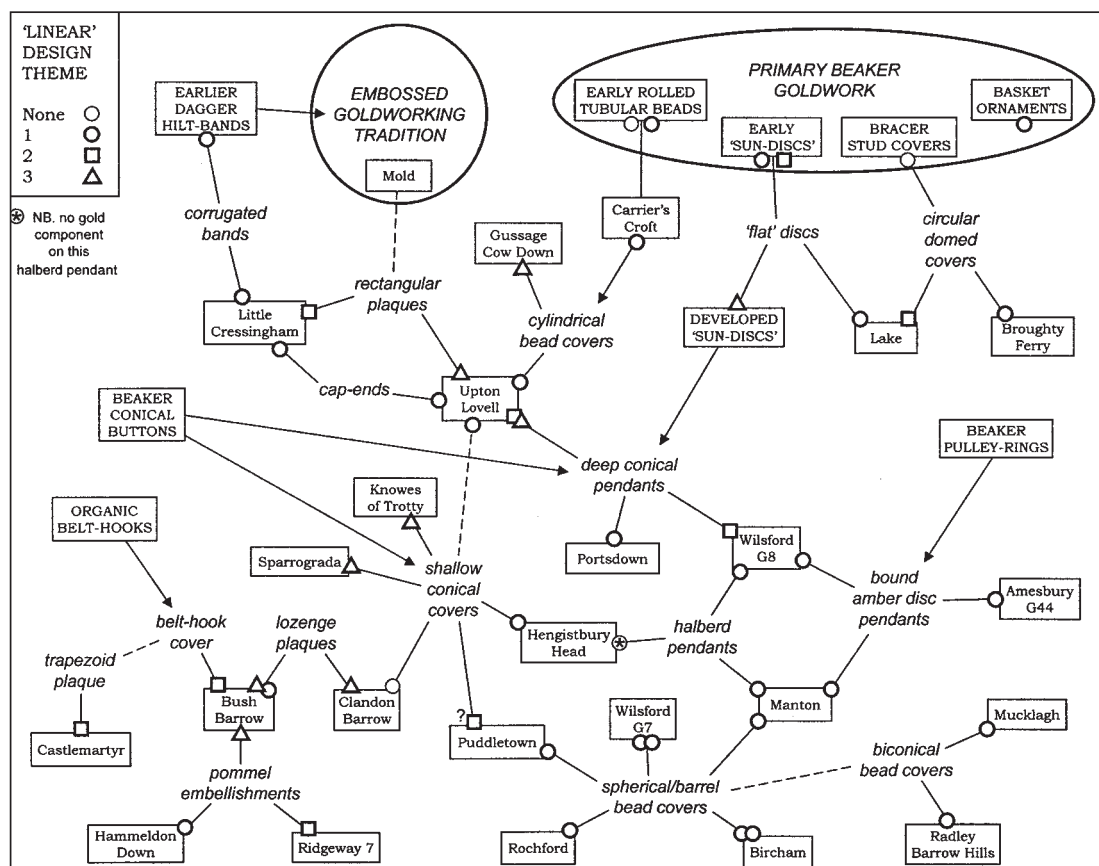 'LINEAR'
DESIGN
THEME
None
1
2
3
NB. no gold
component
on this
halberd pendant
EARLIER
DAGGER
HILT-BANDS
EMBOSSED
GOLDWORKING
TRADITION
Mold
PRIMARY BEAKER
GOLDWORK
EARLY ROLLED
TUBULAR BEADS
EARLY
'SUN-DISCS'
BRACER
STUD COVERS
BASKET
ORNAMENTS
corrugated
bands
Gussage
Cow Down
Carrier's
Croft
'flat' discs
circular
domed
covers
rectangular
plaques
Little
Cressingham
cylindrical
bead covers
DEVELOPED
'SUN-DISCS'
Lake
Broughty
Ferry
cap-ends
Upton
Lovell
BEAKER
CONICAL
BUTTONS
BEAKER
PULLEY-RINGS
deep conical
pendants
Knowes
of Trotty
ORGANIC
BELT-HOOKS
Portsdown
Wilsford
G8
Sparrograda
shallow
conical
covers
bound
amber disc
pendants
Amesbury
G44
belt-hook
cover
lozenge
plaques
Hengistbury
Head
halberd
pendants
trapezoid
plaque
Bush
Barrow
Clandon
Barrow
Manton
Castlemartyr
?
Puddletown
Wilsford
G7
Mucklagh
biconical
bead covers
pommel
embellishments
spherical/barrel
bead covers
Hammeldon
Down
Ridgeway 7
Rochford
Bircham
Radley
Barrow Hills